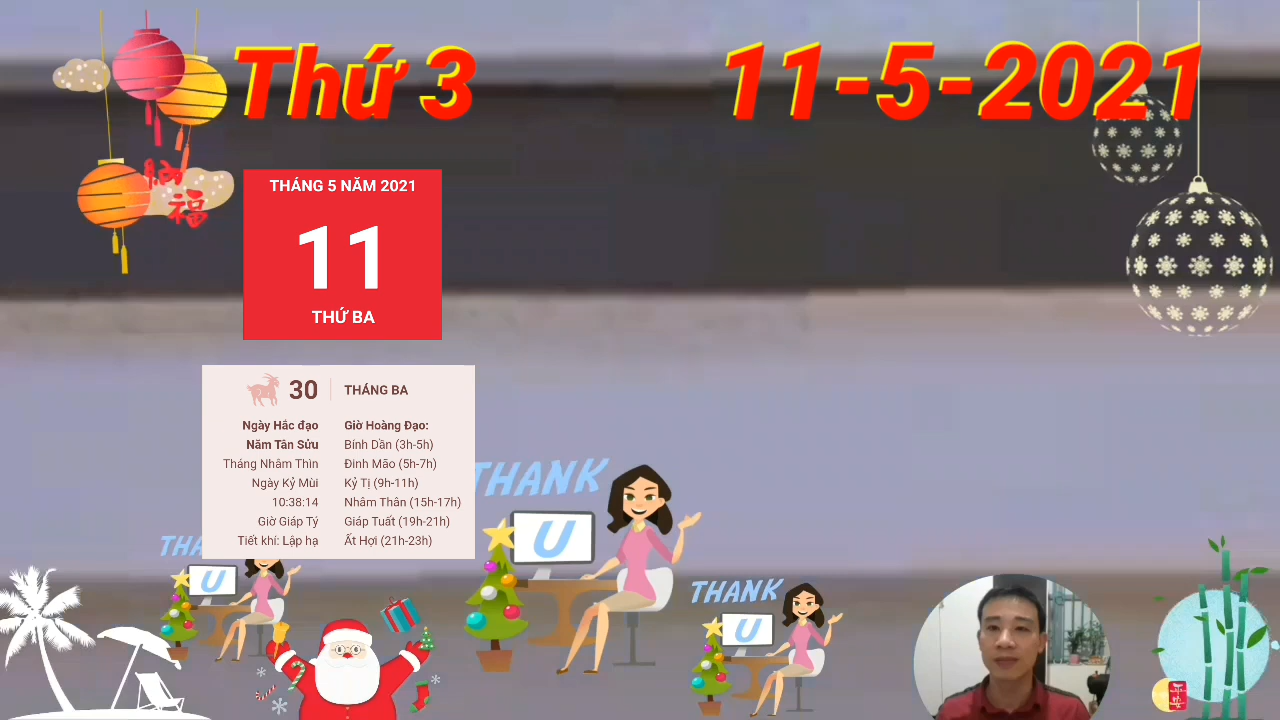 Thứ 3
11-5-2021
福
THÁNG 5 NĂM 2021
11
THỨ BA
30
THÁNG BA
Ngày Hắc đạo
Năm Tân Sửu
Tháng Nhâm Thìn
Ngày Kỷ Mùi
10:38:14
Giờ Giáp Tý
Tiết khí: Lập hạ
Giờ Hoàng Đạo:
Bính Dần (3h-5h)
Đinh Mão (5h-7h)
Kỷ Tị (9h-11h)
Nhâm Thân (15h-17h)
Giáp Tuất (19h-21h)
Ất Hợi (21h-23h)
THANK
U
THA
U
THANK
U